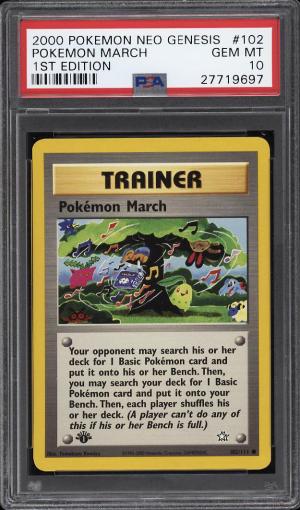 2000 POKEMON NEO GENESIS #102
POKEMON MARCH GEM MT
1ST EDITION 10
PSA 27719697
TRAINER
Pokémon March
Your opponent may search his or her
deck for 1 Basic Pokémon card and
put it onto his or her Bench. Then,
you may search your deck for 1 Basic
Pokémon card and put it onto your
Bench. Then, each player shuffles his
or her deck. (A player can't do any of
this if his or her Bench is full.)
102/111